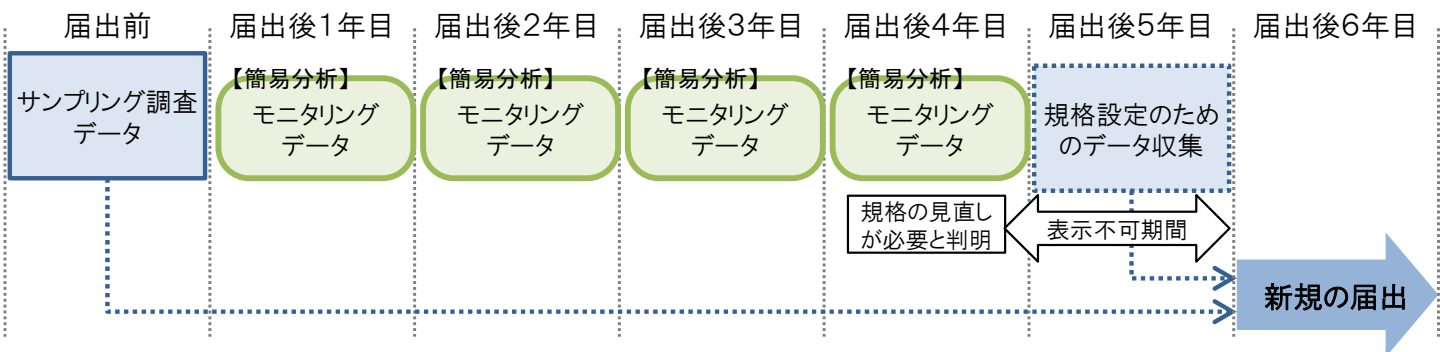 届出前
届出後1年目
届出後2年目
届出後3年目
届出後4年目
届出後5年目
届出後6年目
サンプリング調査
データ
【簡易分析】
モニタリング
データ
【簡易分析】
モニタリング
データ
【簡易分析】
モニタリング
データ
【簡易分析】
モニタリング
データ
規格設定のため
のデータ収集
規格の見直し
が必要と判明
表示不可期間
新規の届出